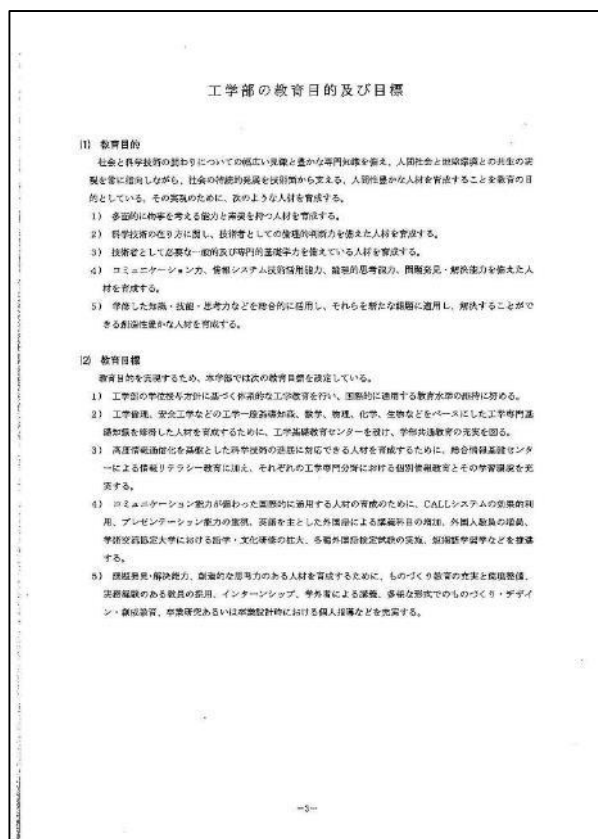 工学部の教育目的及び目標
(1) 教育目的
社会と科学技術の関わりについての幅広い見識と豊かな専門知識を備え、人間社会と地球環境との共生の実
現を常に指向しながら、社会の持続的発展を技術面から支える、人間性豊かな人材を育成することを教育の目
的としている。その実現のために、次のような人材を育成する。
1) 多面的に物事を考える能力と素養を持つ人材を育成する。
2) 科学技術の在り方に関し、技術者としての倫理的判断力を備えた人材を育成する。
3) 技術者として必要な一般的及び専門的基礎学力を備えている人材を育成する。
4) コミュニケーション力、情報システム技術活用能力、論理的思考能力、問題発見・解決能力を備えた人
材を育成する。
5) 学修した知識・技能・思考力などを総合的に活用し、それらを新たな課題に適用し、解決することがで
きる創造性豊かな人材を育成する。
(2) 教育目標
教育目的を実現するため、本学部では次の教育目標を設定している。
1) 工学部の学位授与方針に基づく体系的な工学教育を行い、国際的に通用する教育水準の維持に努める。
2) 工学倫理、安全工学などの工学一般基礎知識、数学、物理、化学、生物などをベースにした工学専門基
礎知識を修得した人材を育成するために、工学基礎教育センターを設け、学部共通教育の充実を図る。
3) 高度情報通信化を基盤とした科学技術の進展に対応できる人材を育成するために、総合情報基盤センタ
ーによる情報リテラシー教育に加え、それぞれの工学専門分野における個別情報教育とその学習環境を充
実する。
4) コミュニケーション能力が備わった国際的に通用する人材の育成のために、CALLシステムの効果的利
用、プレゼンテーション能力の重視、英語を主とした外国語による講義科目の増加、外国人教員の増員、
学術交流協定大学における語学・文化研修の拡大、各種外国語検定試験の実施、短期語学留学などを推進
する。
5) 課題発見・解決能力、創造的な思考力のある人材を育成するために、ものづくり教育の充実と環境整備、
実務経験のある教員の採用、インターンシップ、学外者による講義、多様な形式でのものづくり・デザイ
ン・創成教育、卒業研究あるいは卒業設計時における個人指導などを充実する。
-3-